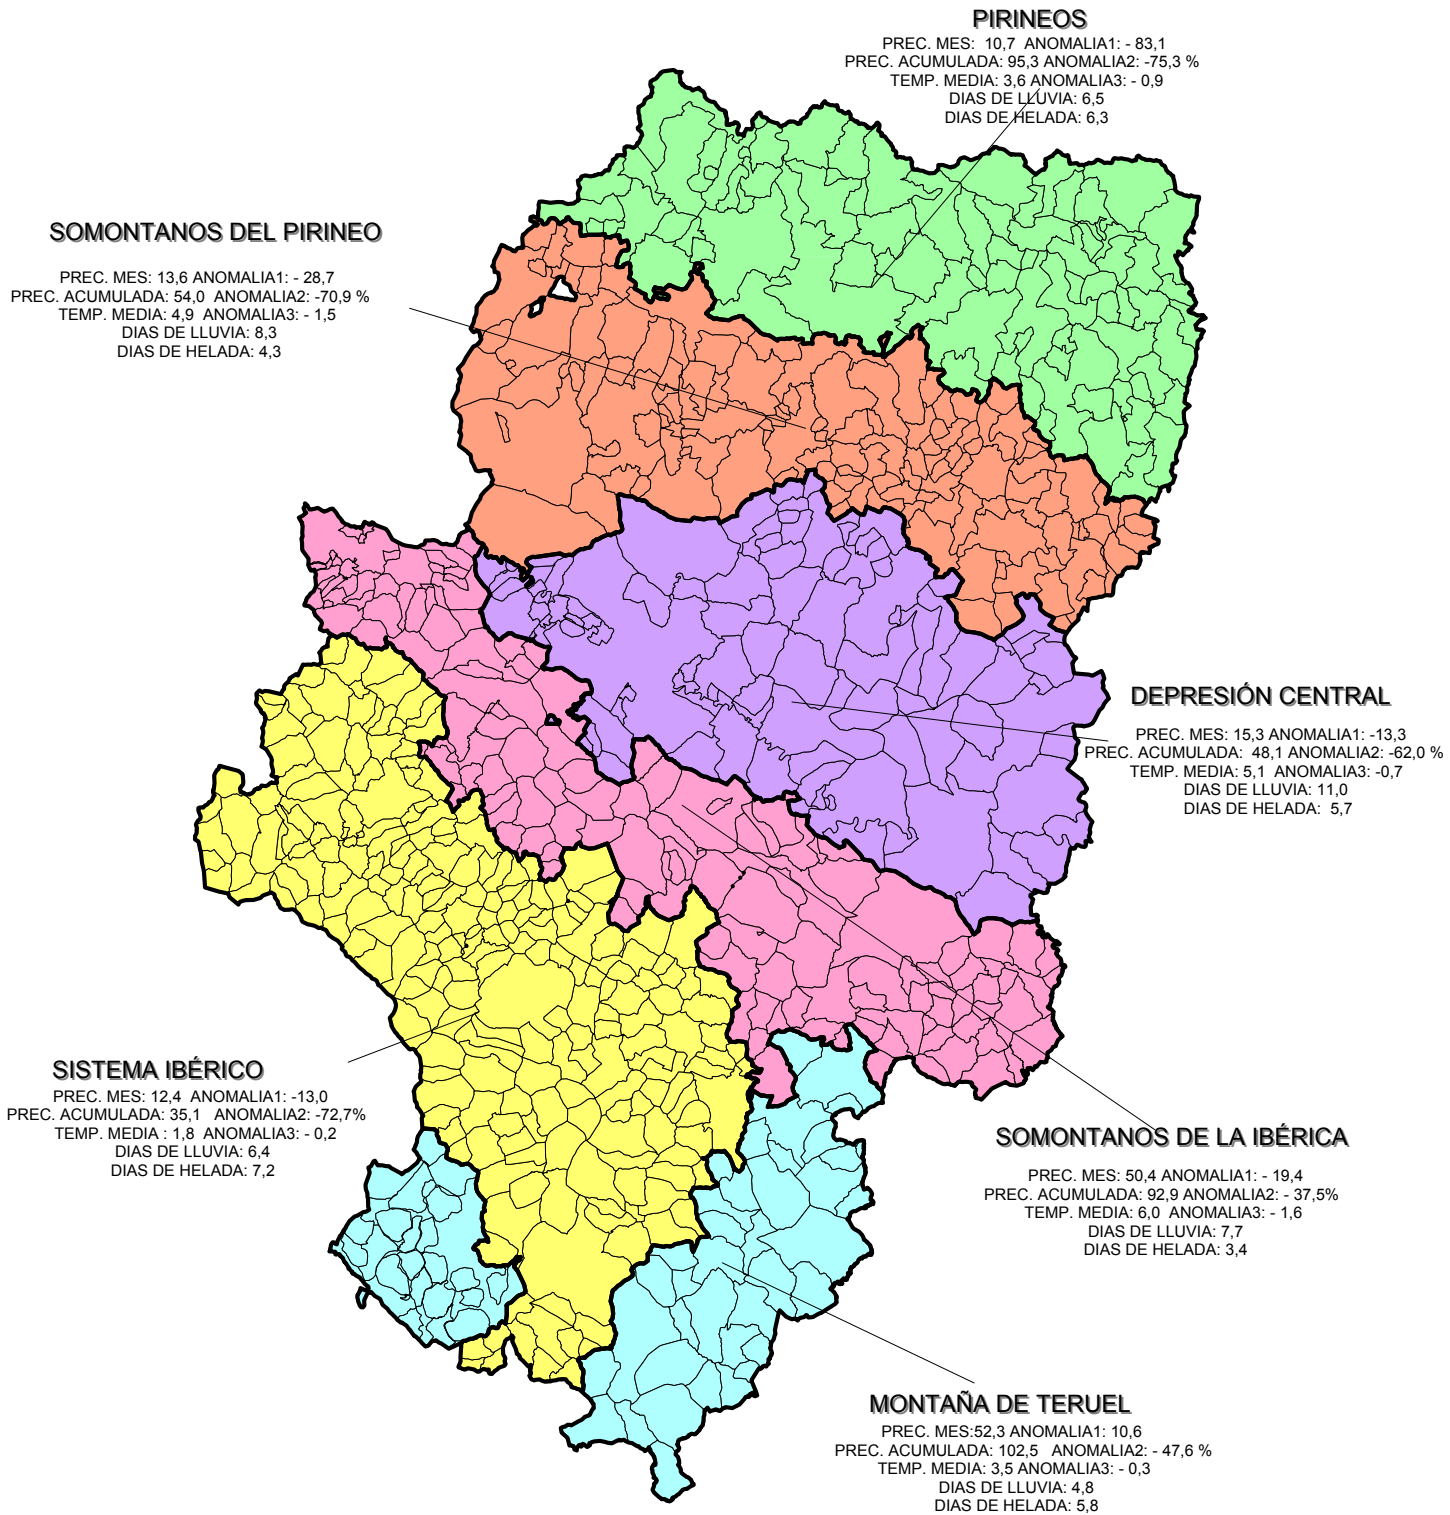 PIRINEOS
PREC. MES: 10,7 ANOMALIA1: - 83,1
PREC. ACUMULADA: 95,3 ANOMALIA2: -75,3 %
TEMP. MEDIA: 3,6 ANOMALIA3: - 0,9
DIAS DE LLUVIA: 6,5
DIAS DE HELADA: 6,3
SOMONTANOS DEL PIRINEO
PREC. MES: 13,6 ANOMALIA1: - 28,7
PREC. ACUMULADA: 54,0 ANOMALIA2: -70,9 %
TEMP. MEDIA: 4,9 ANOMALIA3: - 1,5
DIAS DE LLUVIA: 8,3
DIAS DE HELADA: 4,3
DEPRESIÓN CENTRAL
PREC. MES: 15,3 ANOMALIA1: -13,3
PREC. ACUMULADA: 48,1 ANOMALIA2: -62,0 %
TEMP. MEDIA: 5,1 ANOMALIA3: -0,7
DIAS DE LLUVIA: 11,0
DIAS DE HELADA: 5,7
SISTEMA IBÉRICO
PREC. MES: 12,4 ANOMALIA1: -13,0
PREC. ACUMULADA: 35,1 ANOMALIA2: -72,7%
TEMP. MEDIA : 1,8 ANOMALIA3: - 0,2
DIAS DE LLUVIA: 6,4
DIAS DE HELADA: 7,2
SOMONTANOS DE LA IBÉRICA
PREC. MES: 50,4 ANOMALIA1: - 19,4
PREC. ACUMULADA: 92,9 ANOMALIA2: - 37,5%
TEMP. MEDIA: 6,0 ANOMALIA3: - 1,6
DIAS DE LLUVIA: 7,7
DIAS DE HELADA: 3,4
MONTAÑA DE TERUEL
PREC. MES:52,3 ANOMALIA1: 10,6
PREC. ACUMULADA: 102,5 ANOMALIA2: - 47,6 %
TEMP. MEDIA: 3,5 ANOMALIA3: - 0,3
DIAS DE LLUVIA: 4,8
DIAS DE HELADA: 5,8